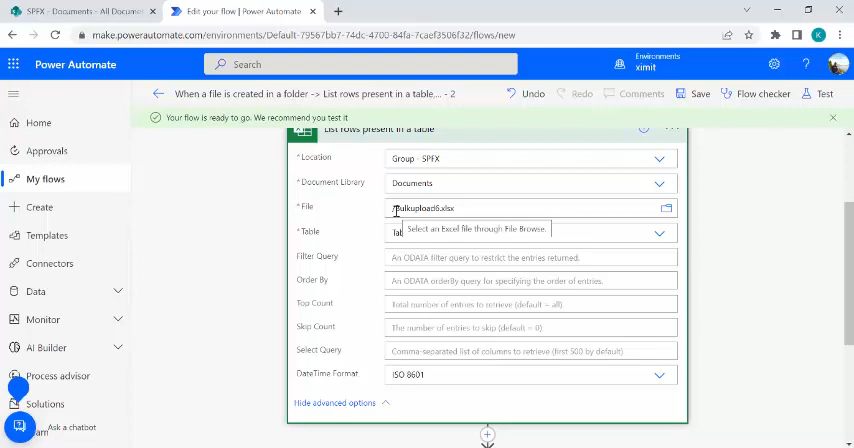 SPFX - Documents - All Document
Edit your flow | Power Automate
make.powerautomate.com/environments/Default-79567bb7-74dc-4700-84fa-7caef3506f32/flows/new
K
Power Automate
Search
Environments
ximit
When a file is created in a folder -> List rows present in a table,... - 2
Undo
Redo
Comments
Save
Flow checker
Test
Your flow is ready to go. We recommend you test it
Home
Approvals
My flows
Create
Templates
Connectors
Data
Monitor
AI Builder
Process advisor
Solutions
Learn
Ask a chatbot
List rows present in a table
* Location
Group - SPFX
* Document Library
Documents
* File
/Bulkupload6.xlsx
Select an Excel file through File Browse.
* Table
Filter Query
An ODATA filter query to restrict the entries returned.
Order By
An ODATA orderBy query for specifying the order of entries.
Top Count
Total number of entries to retrieve (default = all).
Skip Count
The number of entries to skip (default = 0).
Select Query
Comma-separated list of columns to retrieve (first 500 by default).
DateTime Format
ISO 8601
Hide advanced options